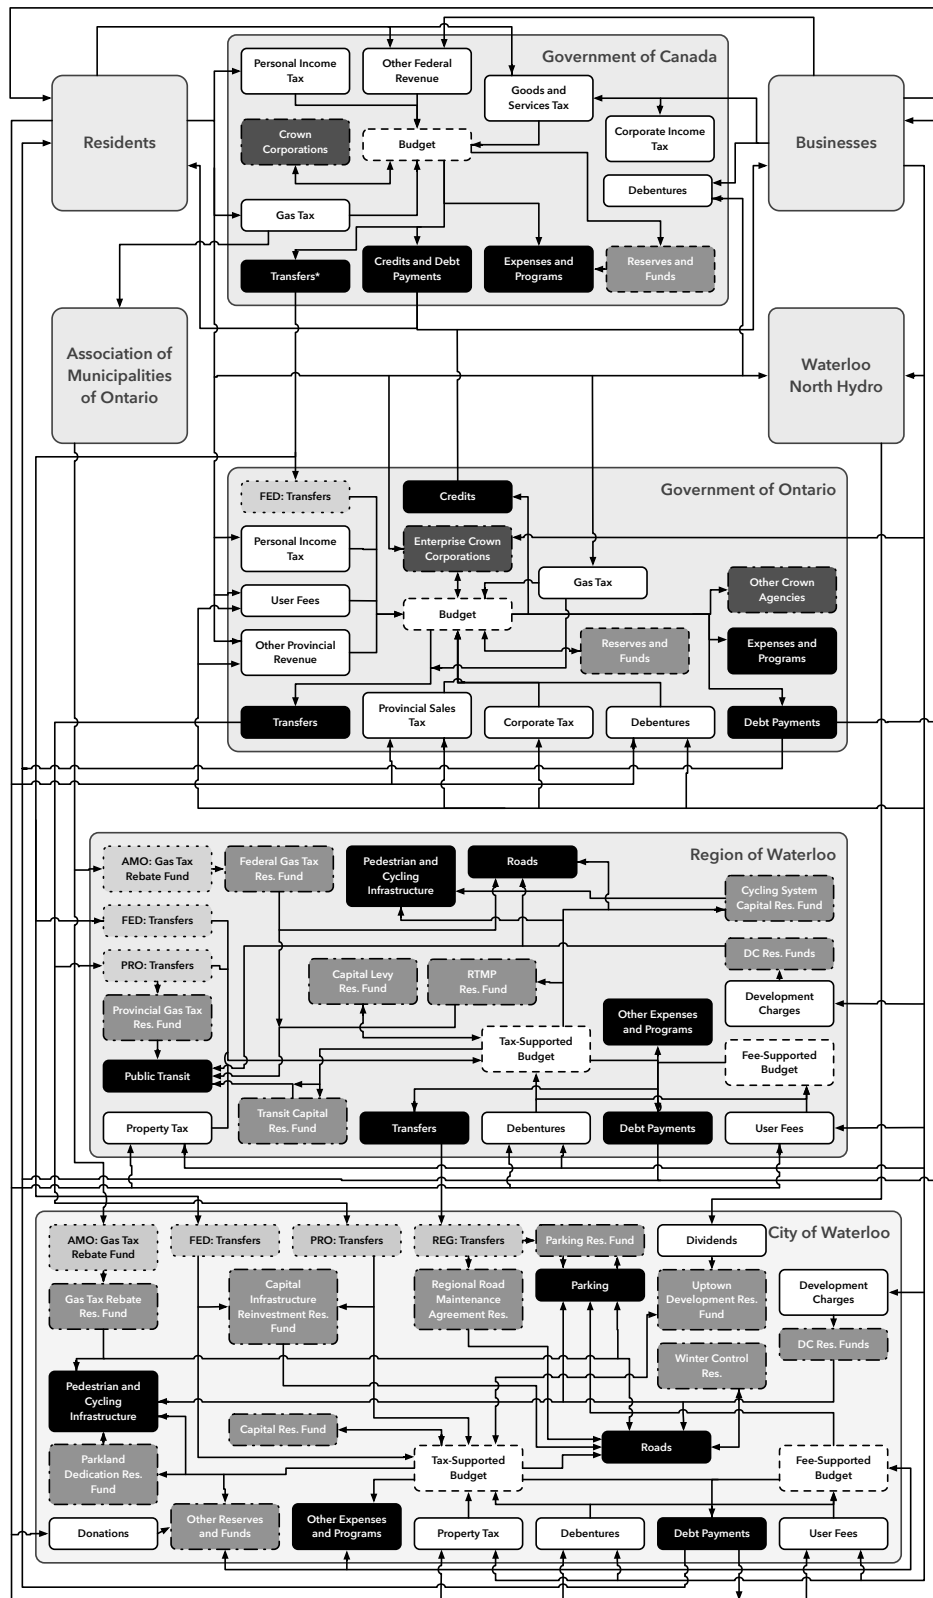 Government of Canada
Personal Income
Tax
Other Federal
Revenue
Goods and
Services Tax
Residents
Crown
Corporations
Budget
Corporate Income
Tax
Businesses
Debentures
Gas Tax
Transfers*
Credits and Debt
Payments
Expenses and
Programs
Reserves and
Funds
Association of
Municipalities
of Ontario
Waterloo
North Hydro
Government of Ontario
FED: Transfers
Credits
Personal Income
Tax
Enterprise Crown
Corporations
Gas Tax
Other Crown
Agencies
User Fees
Budget
Other Provincial
Revenue
Reserves and
Funds
Expenses and
Programs
Transfers
Provincial Sales
Tax
Corporate Tax
Debentures
Debt Payments
Region of Waterloo
AMO: Gas Tax
Rebate Fund
Federal Gas Tax
Res. Fund
Pedestrian and
Cycling
Infrastructure
Roads
Cycling System
Capital Res. Fund
FED: Transfers
PRO: Transfers
Capital Levy
Res. Fund
RTMP
Res. Fund
DC Res. Funds
Provincial Gas Tax
Res. Fund
Other Expenses
and Programs
Development
Charges
Tax-Supported
Budget
Fee-Supported
Budget
Public Transit
Transit Capital
Res. Fund
Property Tax
Transfers
Debentures
Debt Payments
User Fees
City of Waterloo
AMO: Gas Tax
Rebate Fund
FED: Transfers
PRO: Transfers
REG: Transfers
Parking Res. Fund
Dividends
Gas Tax Rebate
Res. Fund
Capital
Infrastructure
Reinvestment Res.
Fund
Regional Road
Maintenance
Agreement Res.
Parking
Uptown
Development Res.
Fund
Development
Charges
Winter Control
Res.
DC Res. Funds
Pedestrian and
Cycling
Infrastructure
Capital Res. Fund
Roads
Parkland
Dedication Res.
Fund
Tax-Supported
Budget
Fee-Supported
Budget
Donations
Other Reserves
and Funds
Other Expenses
and Programs
Property Tax
Debentures
Debt Payments
User Fees